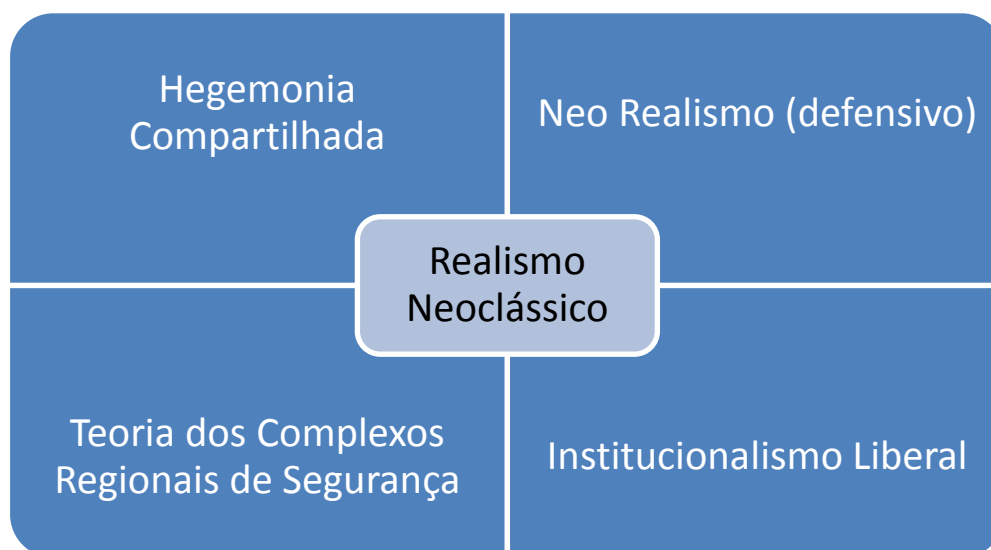 Hegemonia
Compartilhada
Neo Realismo (defensivo)
Realismo
Neoclássico
Teoria dos Complexos
Regionais de Segurança
Institucionalismo Liberal